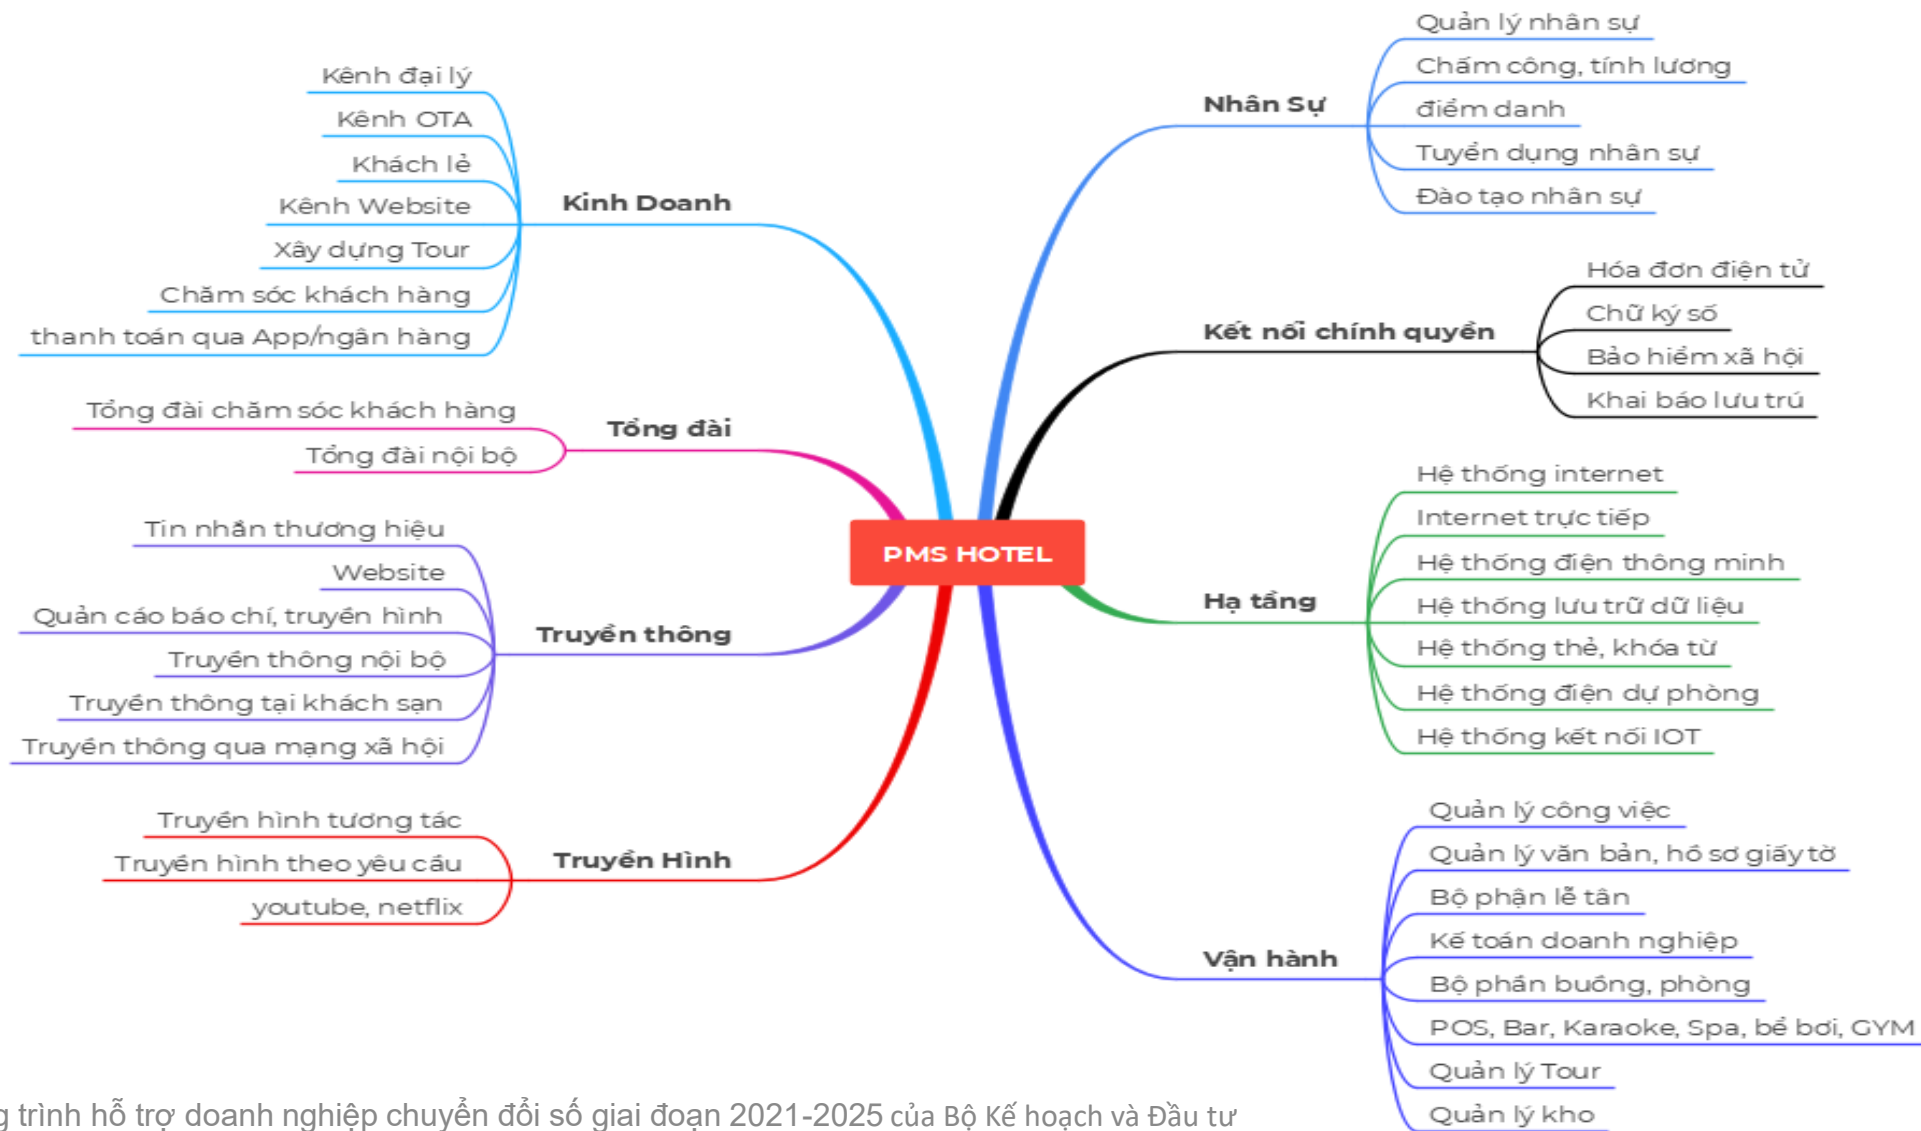 Kênh đại lý
Kênh OTA
Khách lẻ
Kênh Website
Xây dựng Tour
Chăm sóc khách hàng
thanh toán qua App/ngân hàng
Kinh Doanh
Tổng đài chăm sóc khách hàng
Tổng đài nội bộ
Tổng đài
Tin nhắn thương hiệu
Website
Quản cáo báo chí, truyền hình
Truyền thông nội bộ
Truyền thông tại khách sạn
Truyền thông qua mạng xã hội
Truyền thông
Truyền hình tương tác
Truyền hình theo yêu cầu
youtube, netflix
Truyền Hình
PMS HOTEL
Nhân Sự
Quản lý nhân sự
Chấm công, tính lương
điểm danh
Tuyển dụng nhân sự
Đào tạo nhân sự
Kết nối chính quyền
Hóa đơn điện tử
Chữ ký số
Bảo hiểm xã hội
Khai báo lưu trú
Hạ tầng
Hệ thống internet
Internet trực tiếp
Hệ thống điện thông minh
Hệ thống lưu trữ dữ liệu
Hệ thống thẻ, khóa từ
Hệ thống điện dự phòng
Hệ thống kết nối IOT
Vận hành
Quản lý công việc
Quản lý văn bản, hồ sơ giấy tờ
Bộ phận lễ tân
Kế toán doanh nghiệp
Bộ phần buồng, phòng
POS, Bar, Karaoke, Spa, bể bơi, GYM
Quản lý Tour
Quản lý kho
g trình hỗ trợ doanh nghiệp chuyển đổi số giai đoạn 2021-2025 của Bộ Kế hoạch và Đầu tư